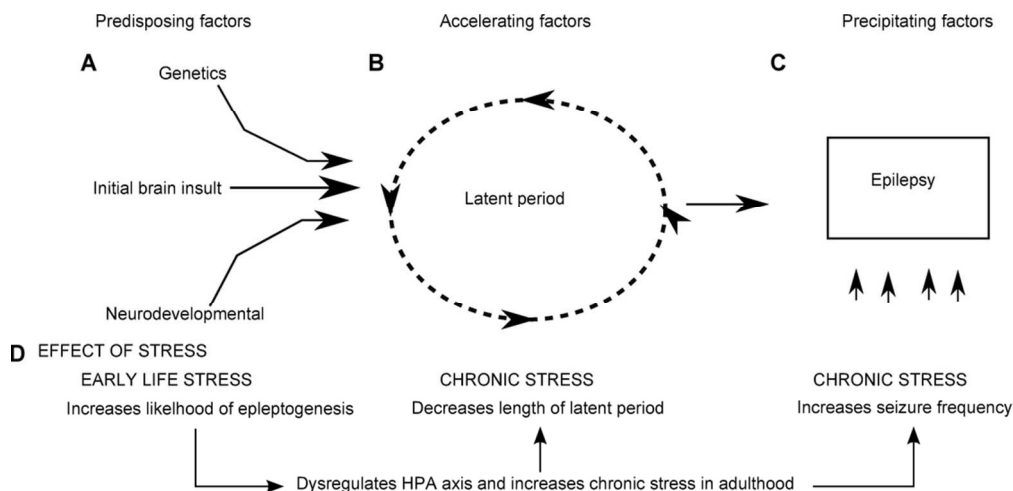 Predisposing factors
Accelerating factors
Precipitating factors
A
B
C
Genetics
Initial brain insult
Neurodevelopmental
Latent period
Epilepsy
D EFFECT OF STRESS
EARLY LIFE STRESS
Increases likelhood of epleptogenesis
CHRONIC STRESS
Decreases length of latent period
CHRONIC STRESS
Increases seizure frequency
Dysregulates HPA axis and increases chronic stress in adulthood